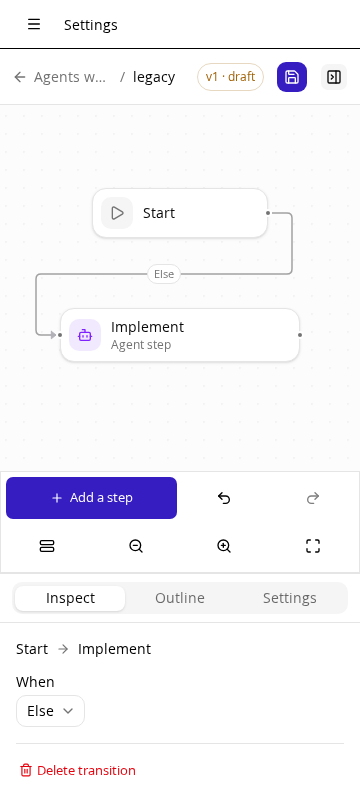 Settings
Agents w... / legacy
v1 · draft
Start
Else
Implement
Agent step
Add a step
Inspect
Outline
Settings
Start → Implement
When
Else
Delete transition